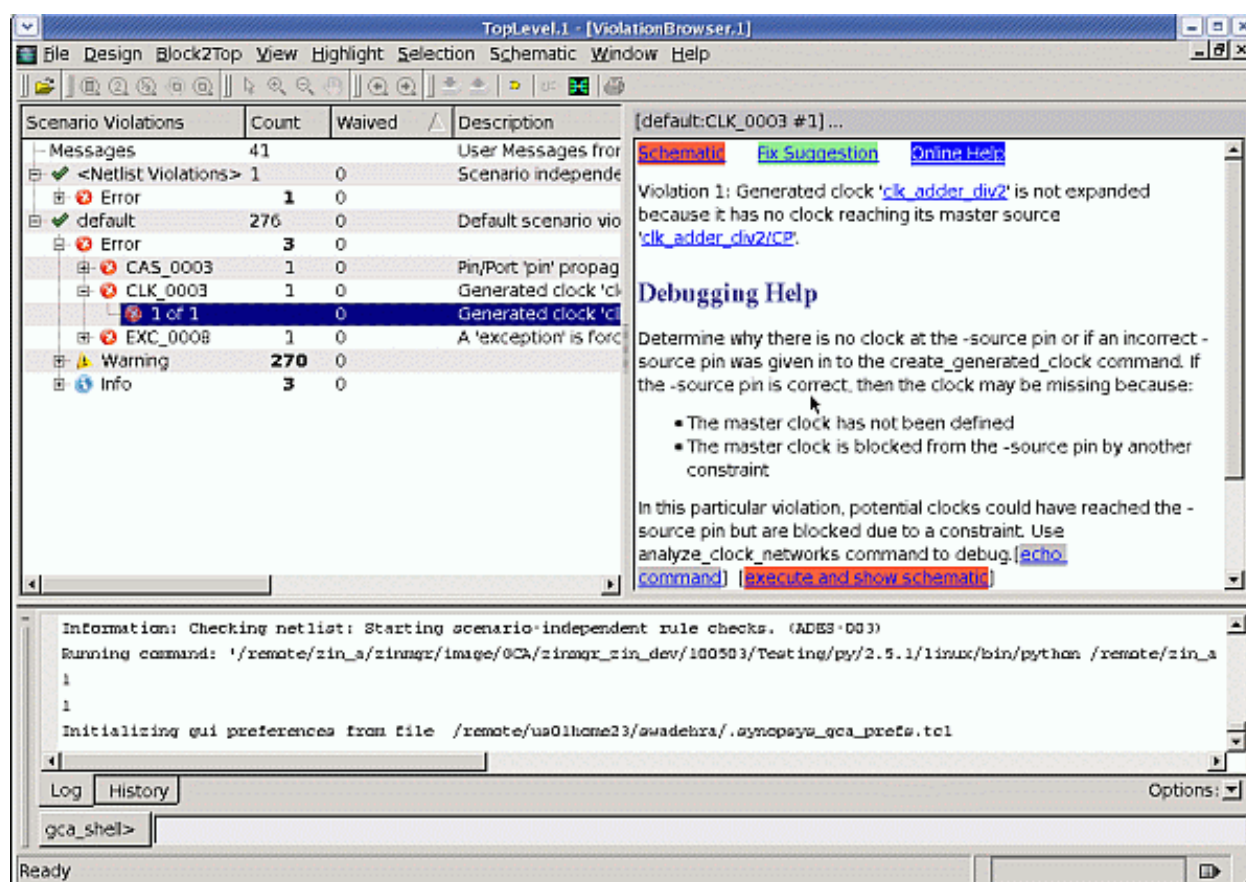 TopLevel.1 - [ViolationBrowser.1]
File Design Block2Top View Highlight Selection Schematic Window Help
Scenario Violations Count Waived Description
Messages 41 User Messages fror
<Netlist Violations> 1 0 Scenario independe
Error 1 0
default 276 0 Default scenario vio
Error 3 0
CAS_0003 1 0 Pin/Port 'pin' propag
CLK_0003 1 0 Generated clock 'cl
1 of 1 0 Generated clock 'cl
EXC_0008 1 0 A 'exception' is forc
Warning 270 0
Info 3 0
[default:CLK_0003 #1] ...
Schematic Fix Suggestion Online Help
Violation 1: Generated clock 'clk_adder_div2' is not expanded
because it has no clock reaching its master source
'clk_adder_div2/CP'.
Debugging Help
Determine why there is no clock at the -source pin or if an incorrect -
source pin was given in to the create_generated_clock command. If
the -source pin is correct, then the clock may be missing because:
• The master clock has not been defined
• The master clock is blocked from the -source pin by another
constraint
In this particular violation, potential clocks could have reached the -
source pin but are blocked due to a constraint. Use
analyze_clock_networks command to debug.[echo
command] [execute and show schematic]
Information: Checking netlist: Starting scenario-independent rule checks. (ADES-003)
Running command: '/remote/zin_a/zinmgr/image/GCA/zinmgr_zin_dev/100503/Testing/py/2.5.1/linux/bin/python /remote/zin_a
1
1
Initializing gui preferences from file /remote/us01home23/awadehra/.synopsys_gca_prefs.tcl
Log History Options:
gca_shell>
Ready